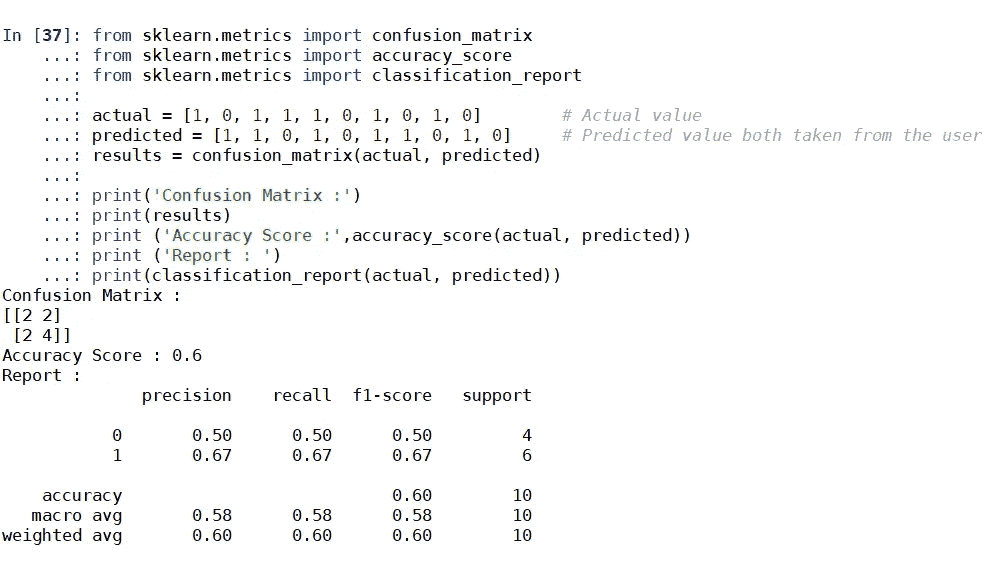 In [37]: from sklearn.metrics import confusion_matrix
    ...: from sklearn.metrics import accuracy_score
    ...: from sklearn.metrics import classification_report
    ...:
    ...: actual = [1, 0, 1, 1, 1, 0, 1, 0, 1, 0]        # Actual value
    ...: predicted = [1, 1, 0, 1, 0, 1, 1, 0, 1, 0]     # Predicted value both taken from the user
    ...: results = confusion_matrix(actual, predicted)
    ...:
    ...: print('Confusion Matrix :')
    ...: print(results)
    ...: print ('Accuracy Score :',accuracy_score(actual, predicted))
    ...: print ('Report : ')
    ...: print(classification_report(actual, predicted))
Confusion Matrix :
[[2 2]
 [2 4]]
Accuracy Score : 0.6
Report :
              precision    recall  f1-score   support

           0       0.50      0.50      0.50         4
           1       0.67      0.67      0.67         6

    accuracy                           0.60        10
   macro avg       0.58      0.58      0.58        10
weighted avg       0.60      0.60      0.60        10